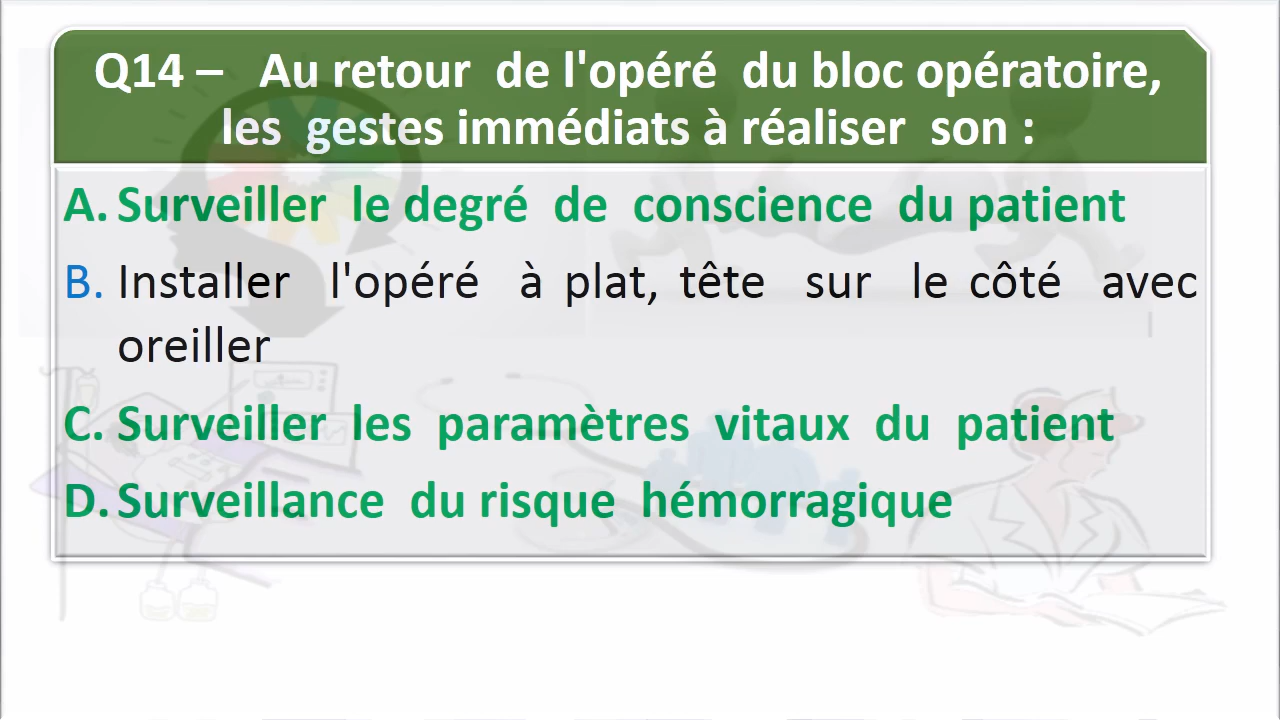 Q14 – Au retour de l'opéré du bloc opératoire,
les gestes immédiats à réaliser son :
A. Surveiller le degré de conscience du patient
B. Installer l'opéré à plat, tête sur le côté avec
oreiller
C. Surveiller les paramètres vitaux du patient
D. Surveillance du risque hémorragique